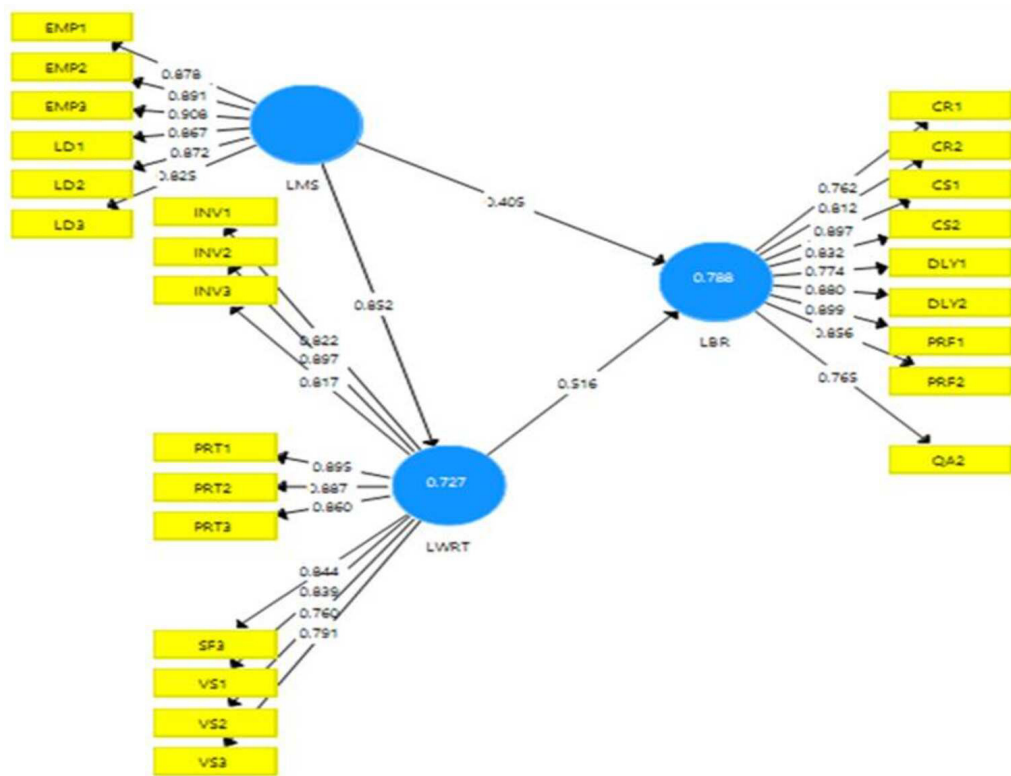 EMP1
EMP2
EMP3
LD1
LD2
LD3
0.878
0.891
0.908
0.867
0.872
0.825
LMS
INV1
INV2
INV3
0.822
0.897
0.817
0.852
0.405
0.516
PRT1
PRT2
PRT3
0.895
0.887
0.860
0.727
LWRT
0.844
0.839
0.760
0.791
SF3
VS1
VS2
VS3
0.788
LBR
0.762
0.812
0.897
0.832
0.774
0.880
0.899
0.856
0.765
CR1
CR2
CS1
CS2
DLY1
DLY2
PRF1
PRF2
QA2